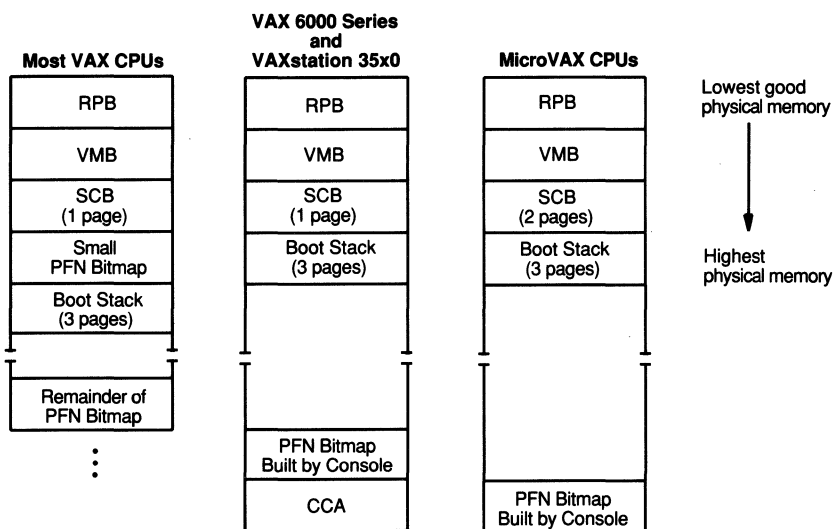 Most VAX CPUs
RPB
VMB
SCB
(1 page)
Small
PFN Bitmap
Boot Stack
(3 pages)
Remainder of
PFN Bitmap
VAX 6000 Series
and
VAXstation 35x0
RPB
VMB
SCB
(1 page)
Boot Stack
(3 pages)
PFN Bitmap
Built by Console
CCA
MicroVAX CPUs
RPB
VMB
SCB
(2 pages)
Boot Stack
(3 pages)
PFN Bitmap
Built by Console
Lowest good
physical memory
Highest
physical memory